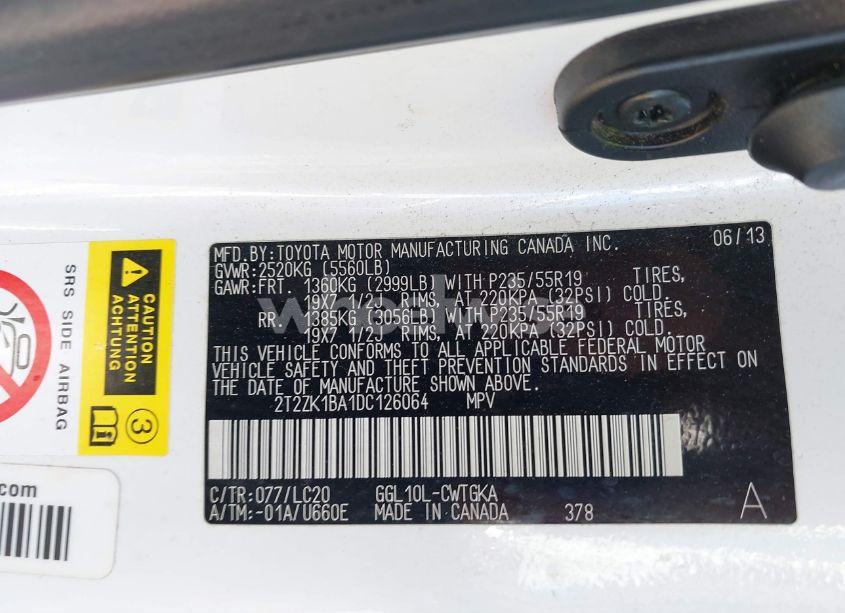 MFD.BY:TOYOTA MOTOR MANUFACTURING CANADA INC. 06/13
GVWR:2520KG (5560LB)
GAWR:FRT. 1360KG (2999LB) WITH P235/55R19 TIRES,
19X7 1/2J RIMS, AT 220KPA (32PSI) COLD.
RR. 1385KG (3056LB) WITH P235/55R19 TIRES,
19X7 1/2J RIMS, AT 220KPA (32PSI) COLD.
THIS VEHICLE CONFORMS TO ALL APPLICABLE FEDERAL MOTOR
VEHICLE SAFETY AND THEFT PREVENTION STANDARDS IN EFFECT ON
THE DATE OF MANUFACTURE SHOWN ABOVE.
2T2ZK1BA1DC126064 MPV
C/TR:077/LC20 GGL10L-CWTGKA
A/TM:-01A/U660E MADE IN CANADA 378 A
SRS SIDE AIRBAG
CAUTION
ATTENTION
ACHTUNG
3
.com